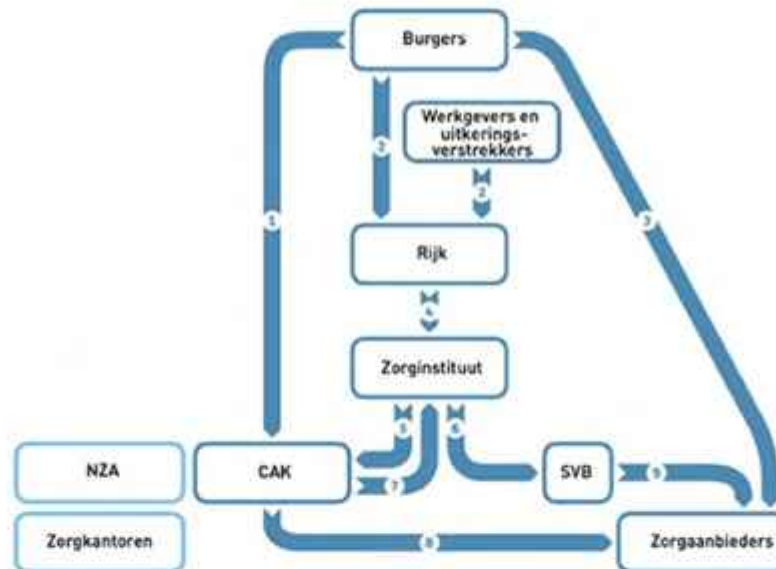 Burgers
Werkgevers en
uitkerings-
verstrekkers
2
2
1
3
Rijk
4
Zorginstituut
5
6
NZA
CAK
7
SVB
9
Zorgkantoren
8
Zorgaanbieders